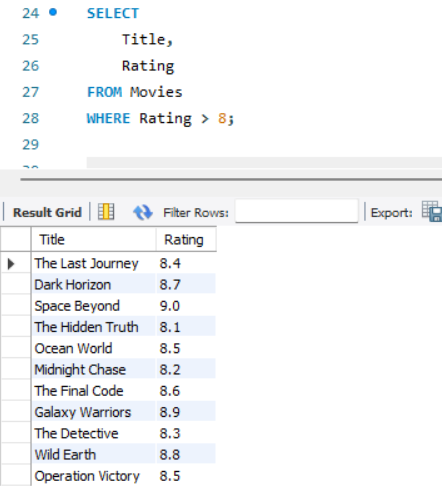 24 SELECT
25 Title,
26 Rating
27 FROM Movies
28 WHERE Rating > 8;
29
Result Grid Filter Rows: Export:
Title Rating
The Last Journey 8.4
Dark Horizon 8.7
Space Beyond 9.0
The Hidden Truth 8.1
Ocean World 8.5
Midnight Chase 8.2
The Final Code 8.6
Galaxy Warriors 8.9
The Detective 8.3
Wild Earth 8.8
Operation Victory 8.5